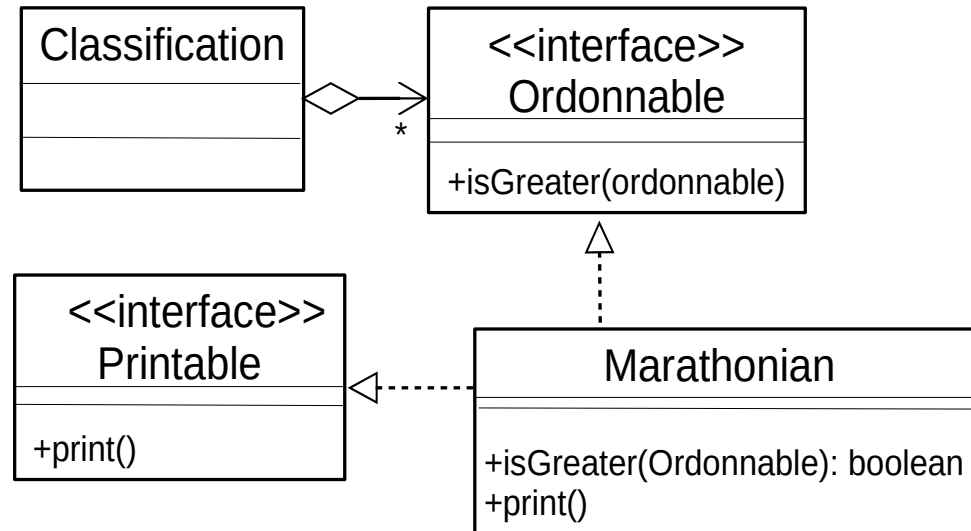 Classification
*
<<interface>>
Ordonnable
+isGreater(ordonnable)
<<interface>>
Printable
+print()
Marathonian
+isGreater(Ordonnable): boolean
+print()